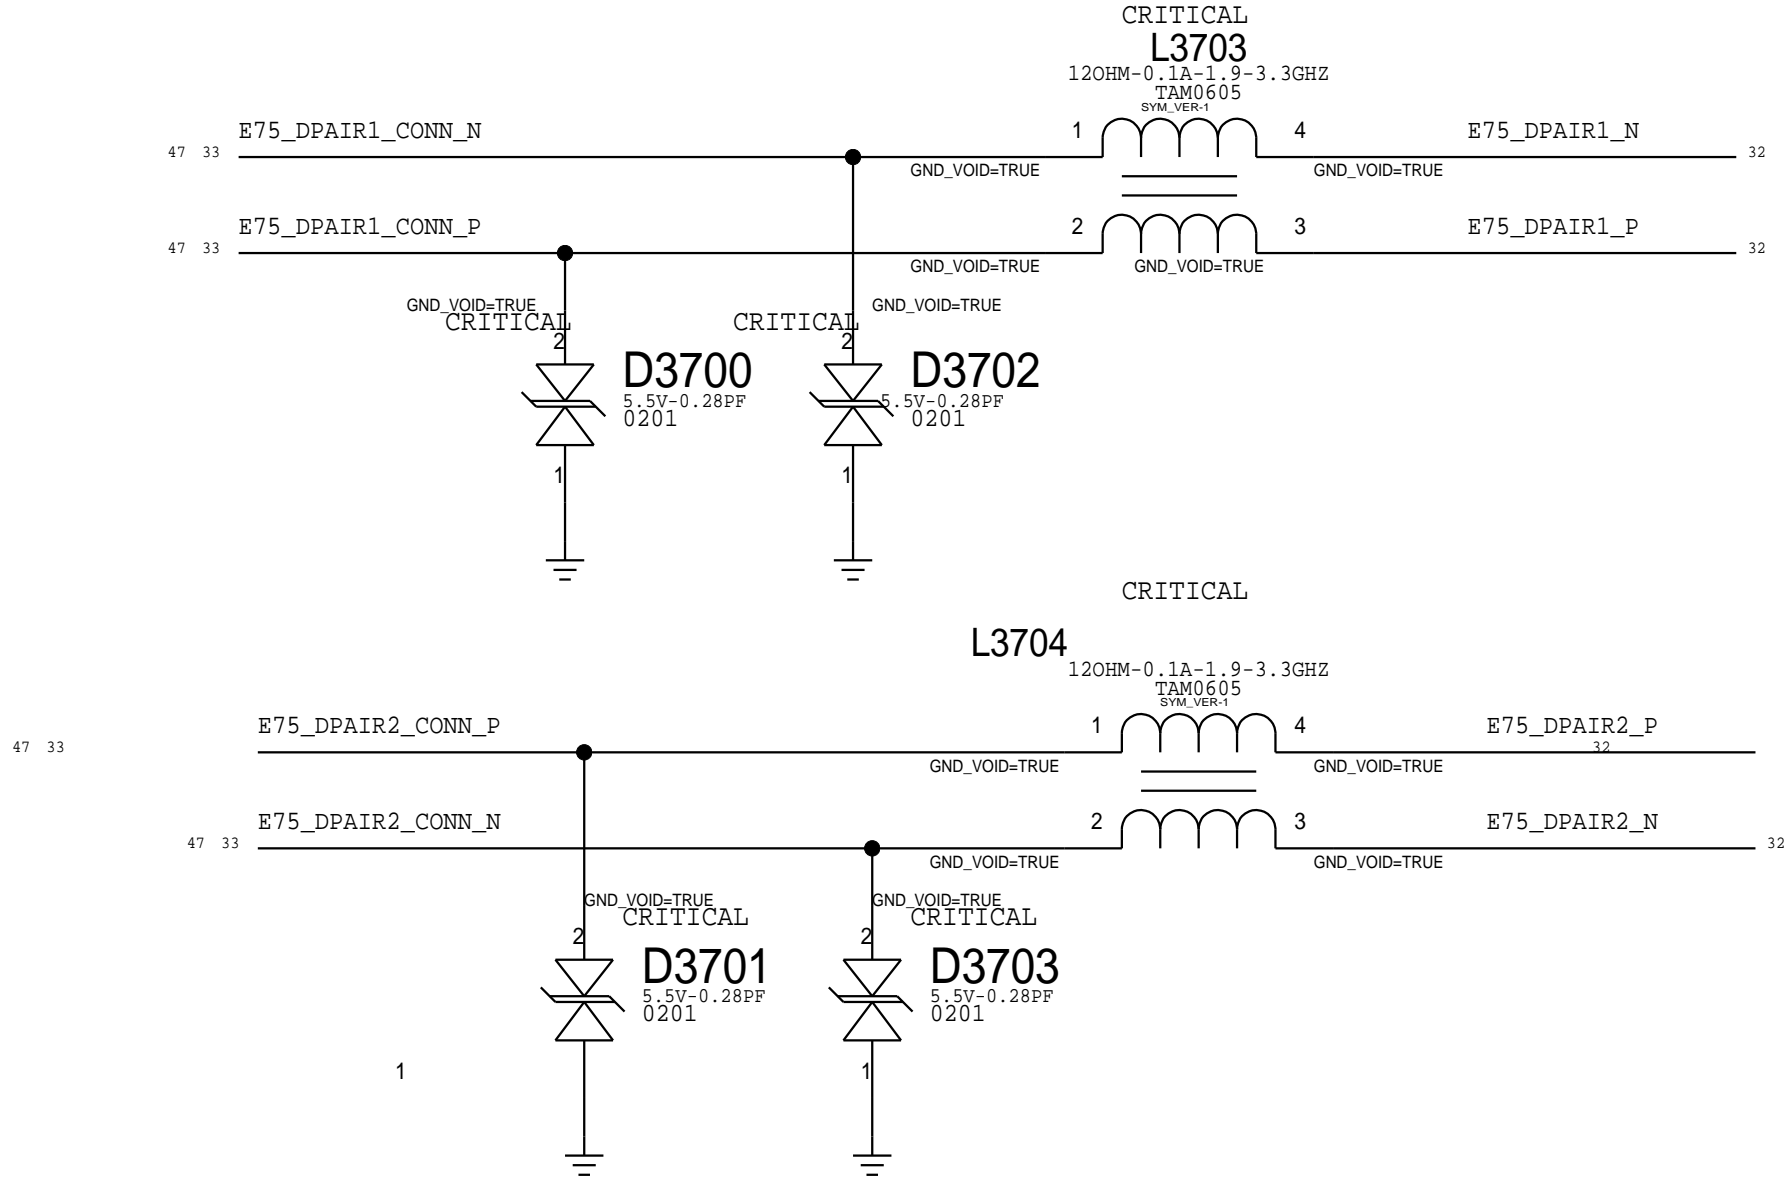 CRITICAL
L3703
12OHM-0.1A-1.9-3.3GHZ
TAM0605
SYM_VER-1
E75_DPAIR1_CONN_N
1
4
E75_DPAIR1_N
47 33
32
GND_VOID=TRUE
GND_VOID=TRUE
E75_DPAIR1_CONN_P
2
3
E75_DPAIR1_P
47 33
32
GND_VOID=TRUE
GND_VOID=TRUE
GND_VOID=TRUE
GND_VOID=TRUE
CRITICAL
CRITICAL
2
2
D3700
5.5V-0.28PF
0201
D3702
5.5V-0.28PF
0201
1
1
CRITICAL
L3704
12OHM-0.1A-1.9-3.3GHZ
TAM0605
SYM_VER-1
E75_DPAIR2_CONN_P
1
4
E75_DPAIR2_P
47 33
32
GND_VOID=TRUE
GND_VOID=TRUE
E75_DPAIR2_CONN_N
2
3
E75_DPAIR2_N
47 33
32
GND_VOID=TRUE
GND_VOID=TRUE
GND_VOID=TRUE
GND_VOID=TRUE
CRITICAL
CRITICAL
2
2
D3701
5.5V-0.28PF
0201
D3703
5.5V-0.28PF
0201
1
1